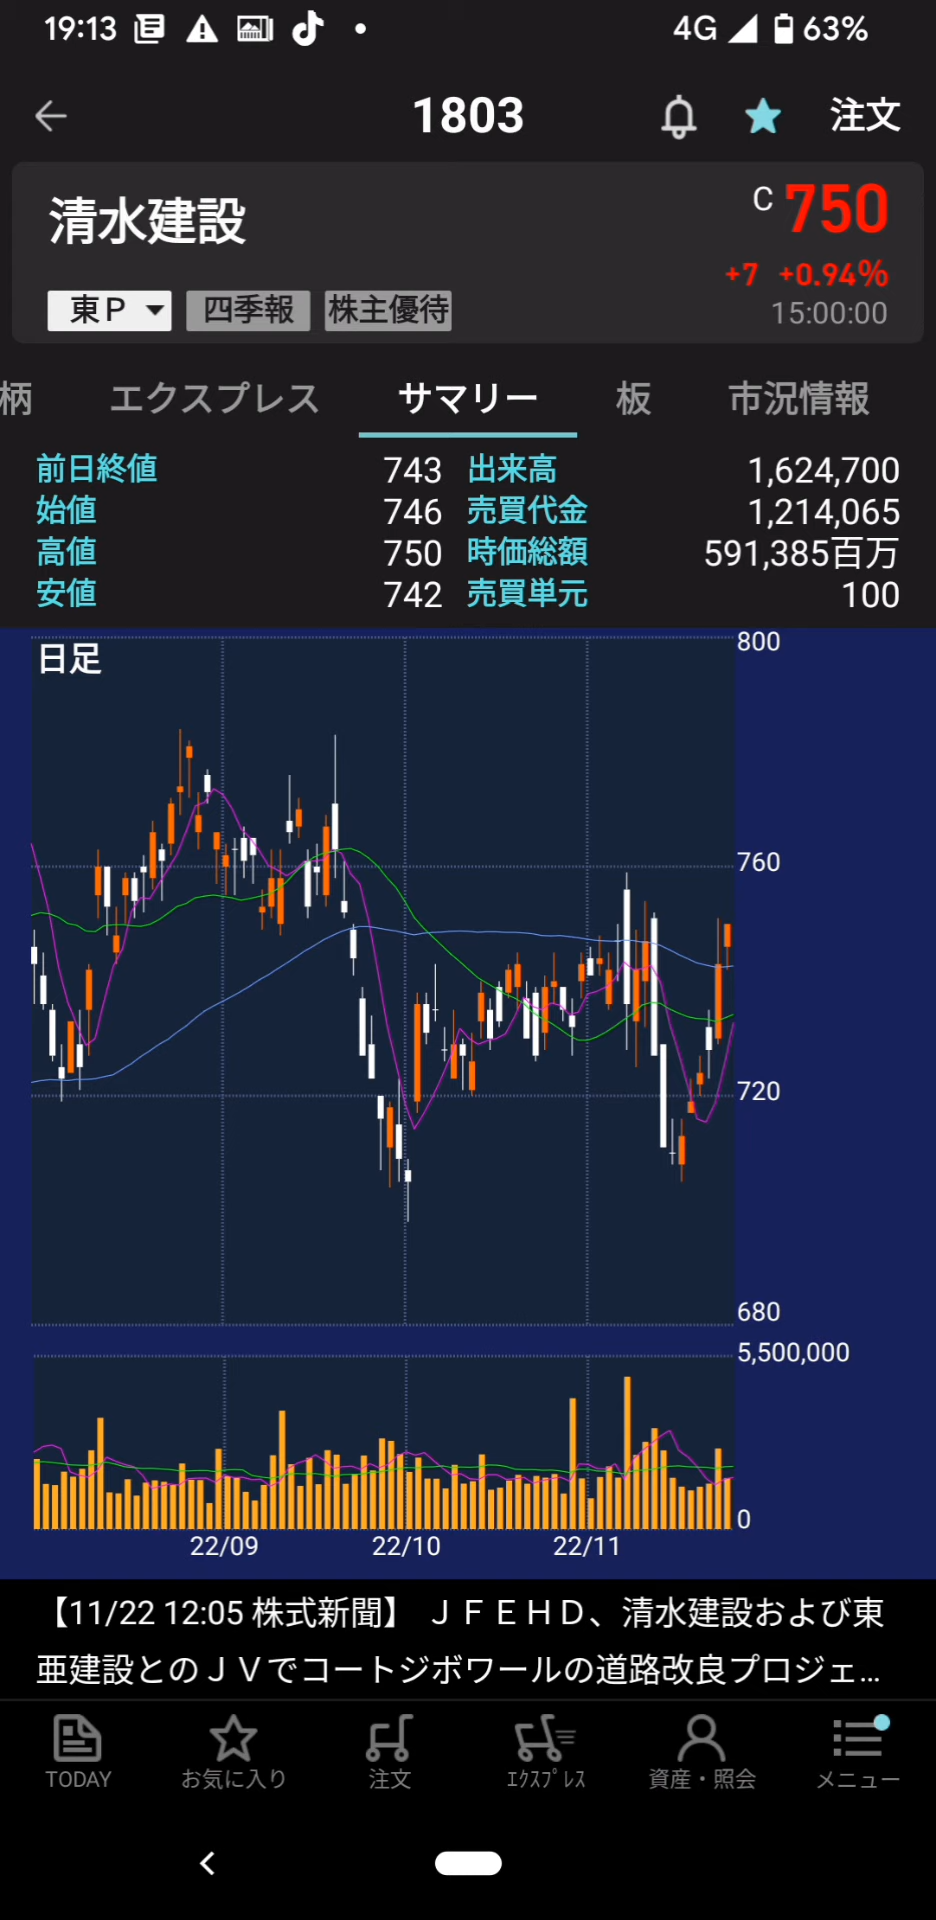 19:13 4G 63%
1803 注文
清水建設 C 750
+7 +0.94%
東P 四季報 株主優待 15:00:00
柄 エクスプレス サマリー 板 市況情報
前日終値 743 出来高 1,624,700
始値 746 売買代金 1,214,065
高値 750 時価総額 591,385百万
安値 742 売買単元 100
日足
800
760
720
680
5,500,000
0
22/09 22/10 22/11
【11/22 12:05 株式新聞】 ＪＦＥＨＤ、清水建設および東
亜建設とのＪＶでコートジボワールの道路改良プロジェ...
TODAY お気に入り 注文 ｴｸｽﾌﾟﾚｽ 資産・照会 メニュー